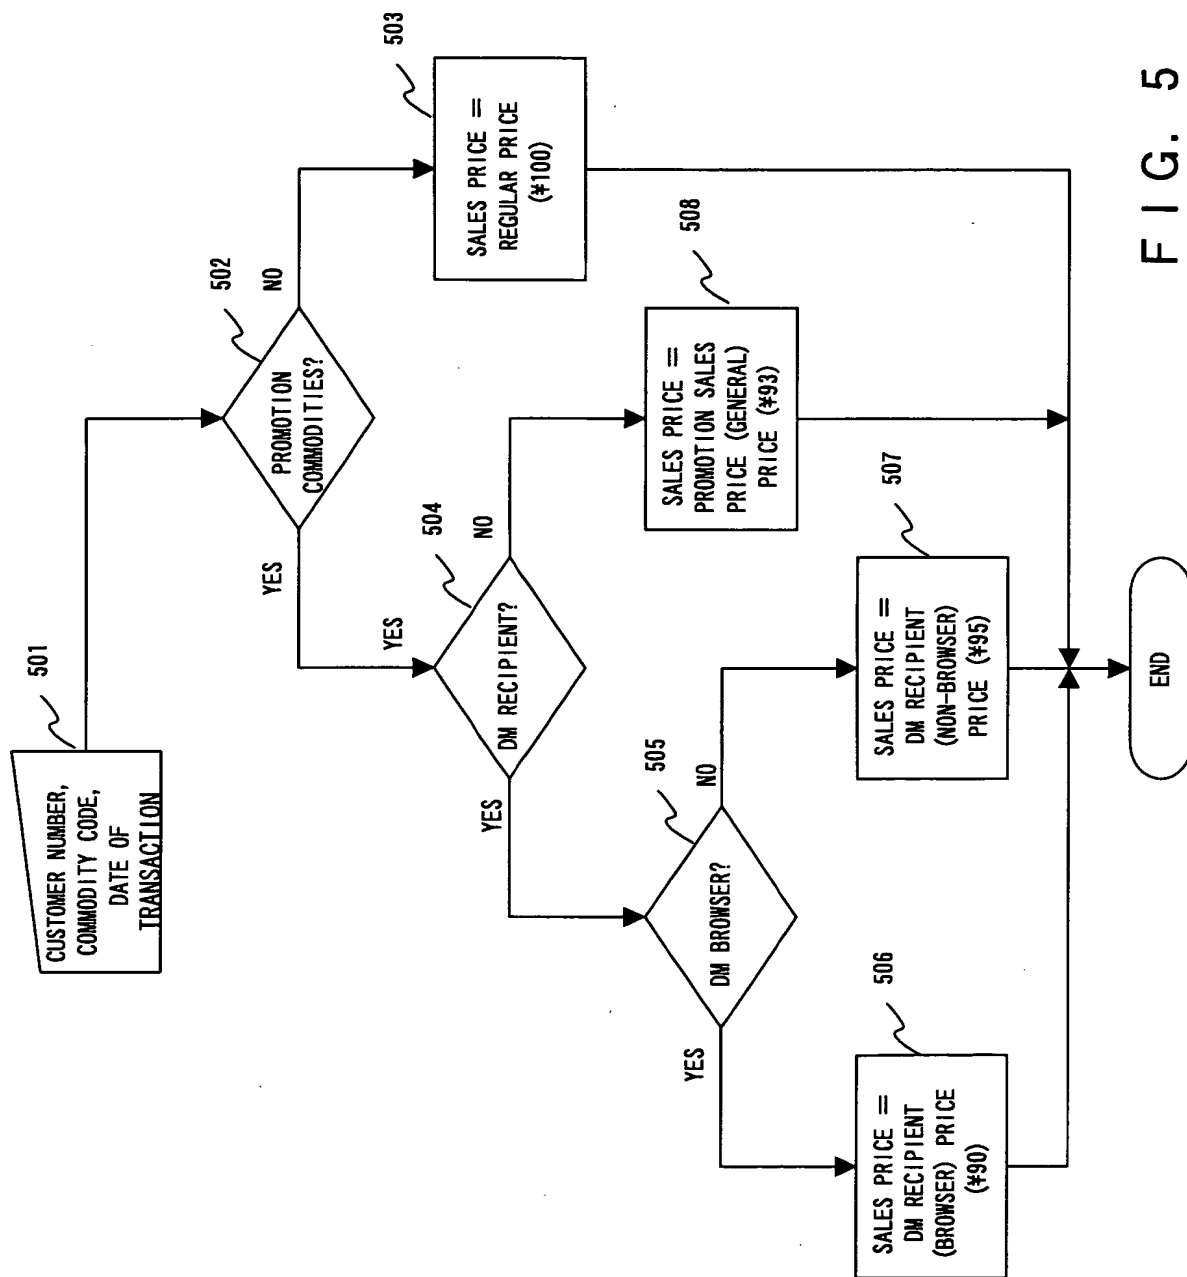 501
CUSTOMER NUMBER,
COMMODITY CODE,
DATE OF
TRANSACTION
502
PROMOTION
COMMODITIES?
YES
NO
503
SALES PRICE =
REGULAR PRICE
(¥100)
YES
504
DM RECIPIENT?
YES
NO
508
SALES PRICE =
PROMOTION SALES
PRICE (GENERAL)
PRICE (¥93)
505
DM BROWSER?
YES
NO
506
SALES PRICE =
DM RECIPIENT
(BROWSER) PRICE
(¥90)
507
SALES PRICE =
DM RECIPIENT
(NON-BROWSER)
PRICE (¥95)
END
FIG. 5